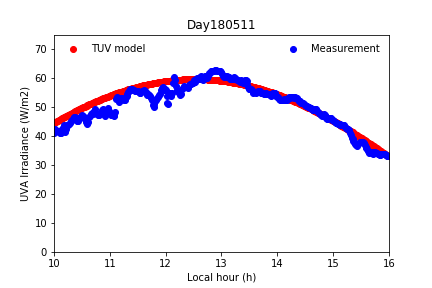 Day180511
TUV model
Measurement
UVA Irradiance (W/m2)
70
60
50
40
30
20
10
0
10 11 12 13 14 15 16
Local hour (h)